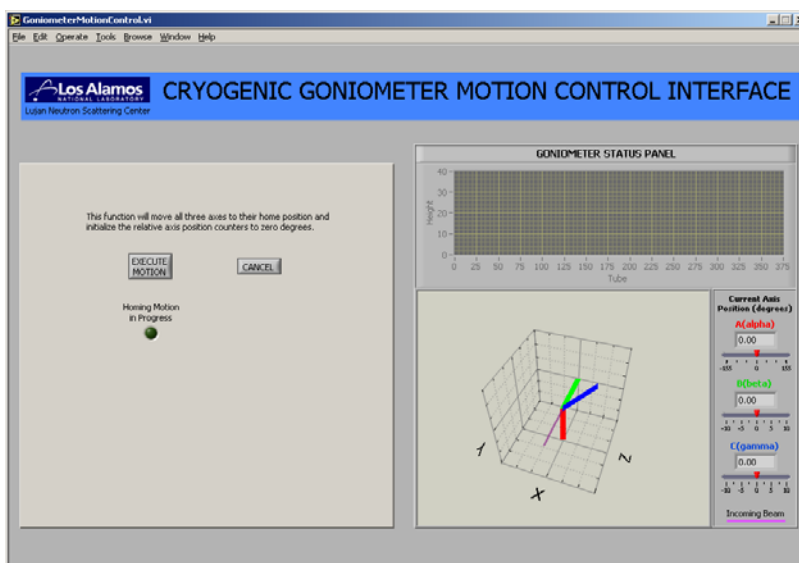 GoniometerMotionControl.vi
File Edit Operate Tools Browse Window Help
Los Alamos
NATIONAL LABORATORY
Lujan Neutron Scattering Center
CRYOGENIC GONIOMETER MOTION CONTROL INTERFACE
This function will move all three axes to their home position and
initialize the relative axis position counters to zero degrees.
EXECUTE
MOTION
CANCEL
Homing Motion
in Progress
GONIOMETER STATUS PANEL
Height
40
30
20
10
0
0 25 50 75 100 125 150 175 200 225 250 275 300 325 350 375
Tube
Y
X
Z
Current Axis
Position (degrees)
A(alpha)
0.00
-155 0 155
B(beta)
0.00
-10 -5 0 5 10
C(gamma)
0.00
-10 -5 0 5 10
Incoming Beam